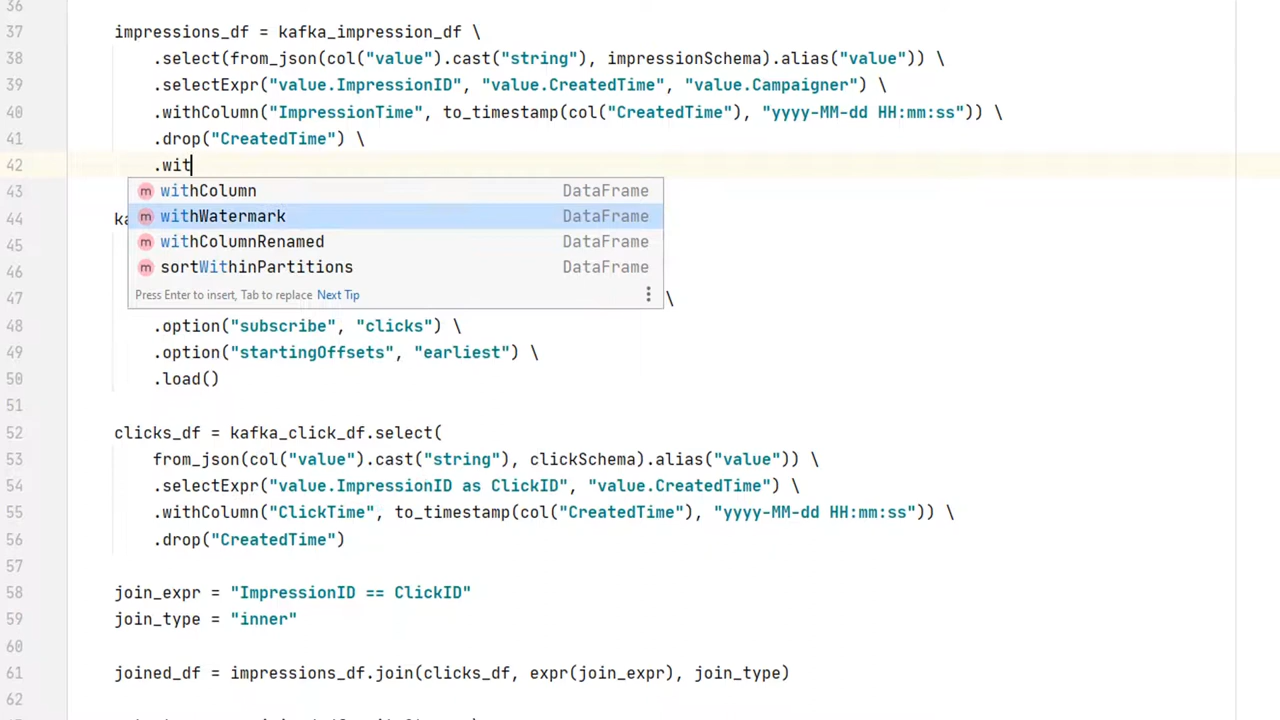 36
37 impressions_df = kafka_impression_df \
38 .select(from_json(col("value").cast("string"), impressionSchema).alias("value")) \
39 .selectExpr("value.ImpressionID", "value.CreatedTime", "value.Campaigner") \
40 .withColumn("ImpressionTime", to_timestamp(col("CreatedTime"), "yyyy-MM-dd HH:mm:ss")) \
41 .drop("CreatedTime") \
42 .wit
43 withColumn DataFrame
44 ka withWatermark DataFrame
45 withColumnRenamed DataFrame
46 sortWithinPartitions DataFrame
Press Enter to insert, Tab to replace Next Tip
47 \
48 .option("subscribe", "clicks") \
49 .option("startingOffsets", "earliest") \
50 .load()
51
52 clicks_df = kafka_click_df.select(
53 from_json(col("value").cast("string"), clickSchema).alias("value")) \
54 .selectExpr("value.ImpressionID as ClickID", "value.CreatedTime") \
55 .withColumn("ClickTime", to_timestamp(col("CreatedTime"), "yyyy-MM-dd HH:mm:ss")) \
56 .drop("CreatedTime")
57
58 join_expr = "ImpressionID == ClickID"
59 join_type = "inner"
60
61 joined_df = impressions_df.join(clicks_df, expr(join_expr), join_type)
62